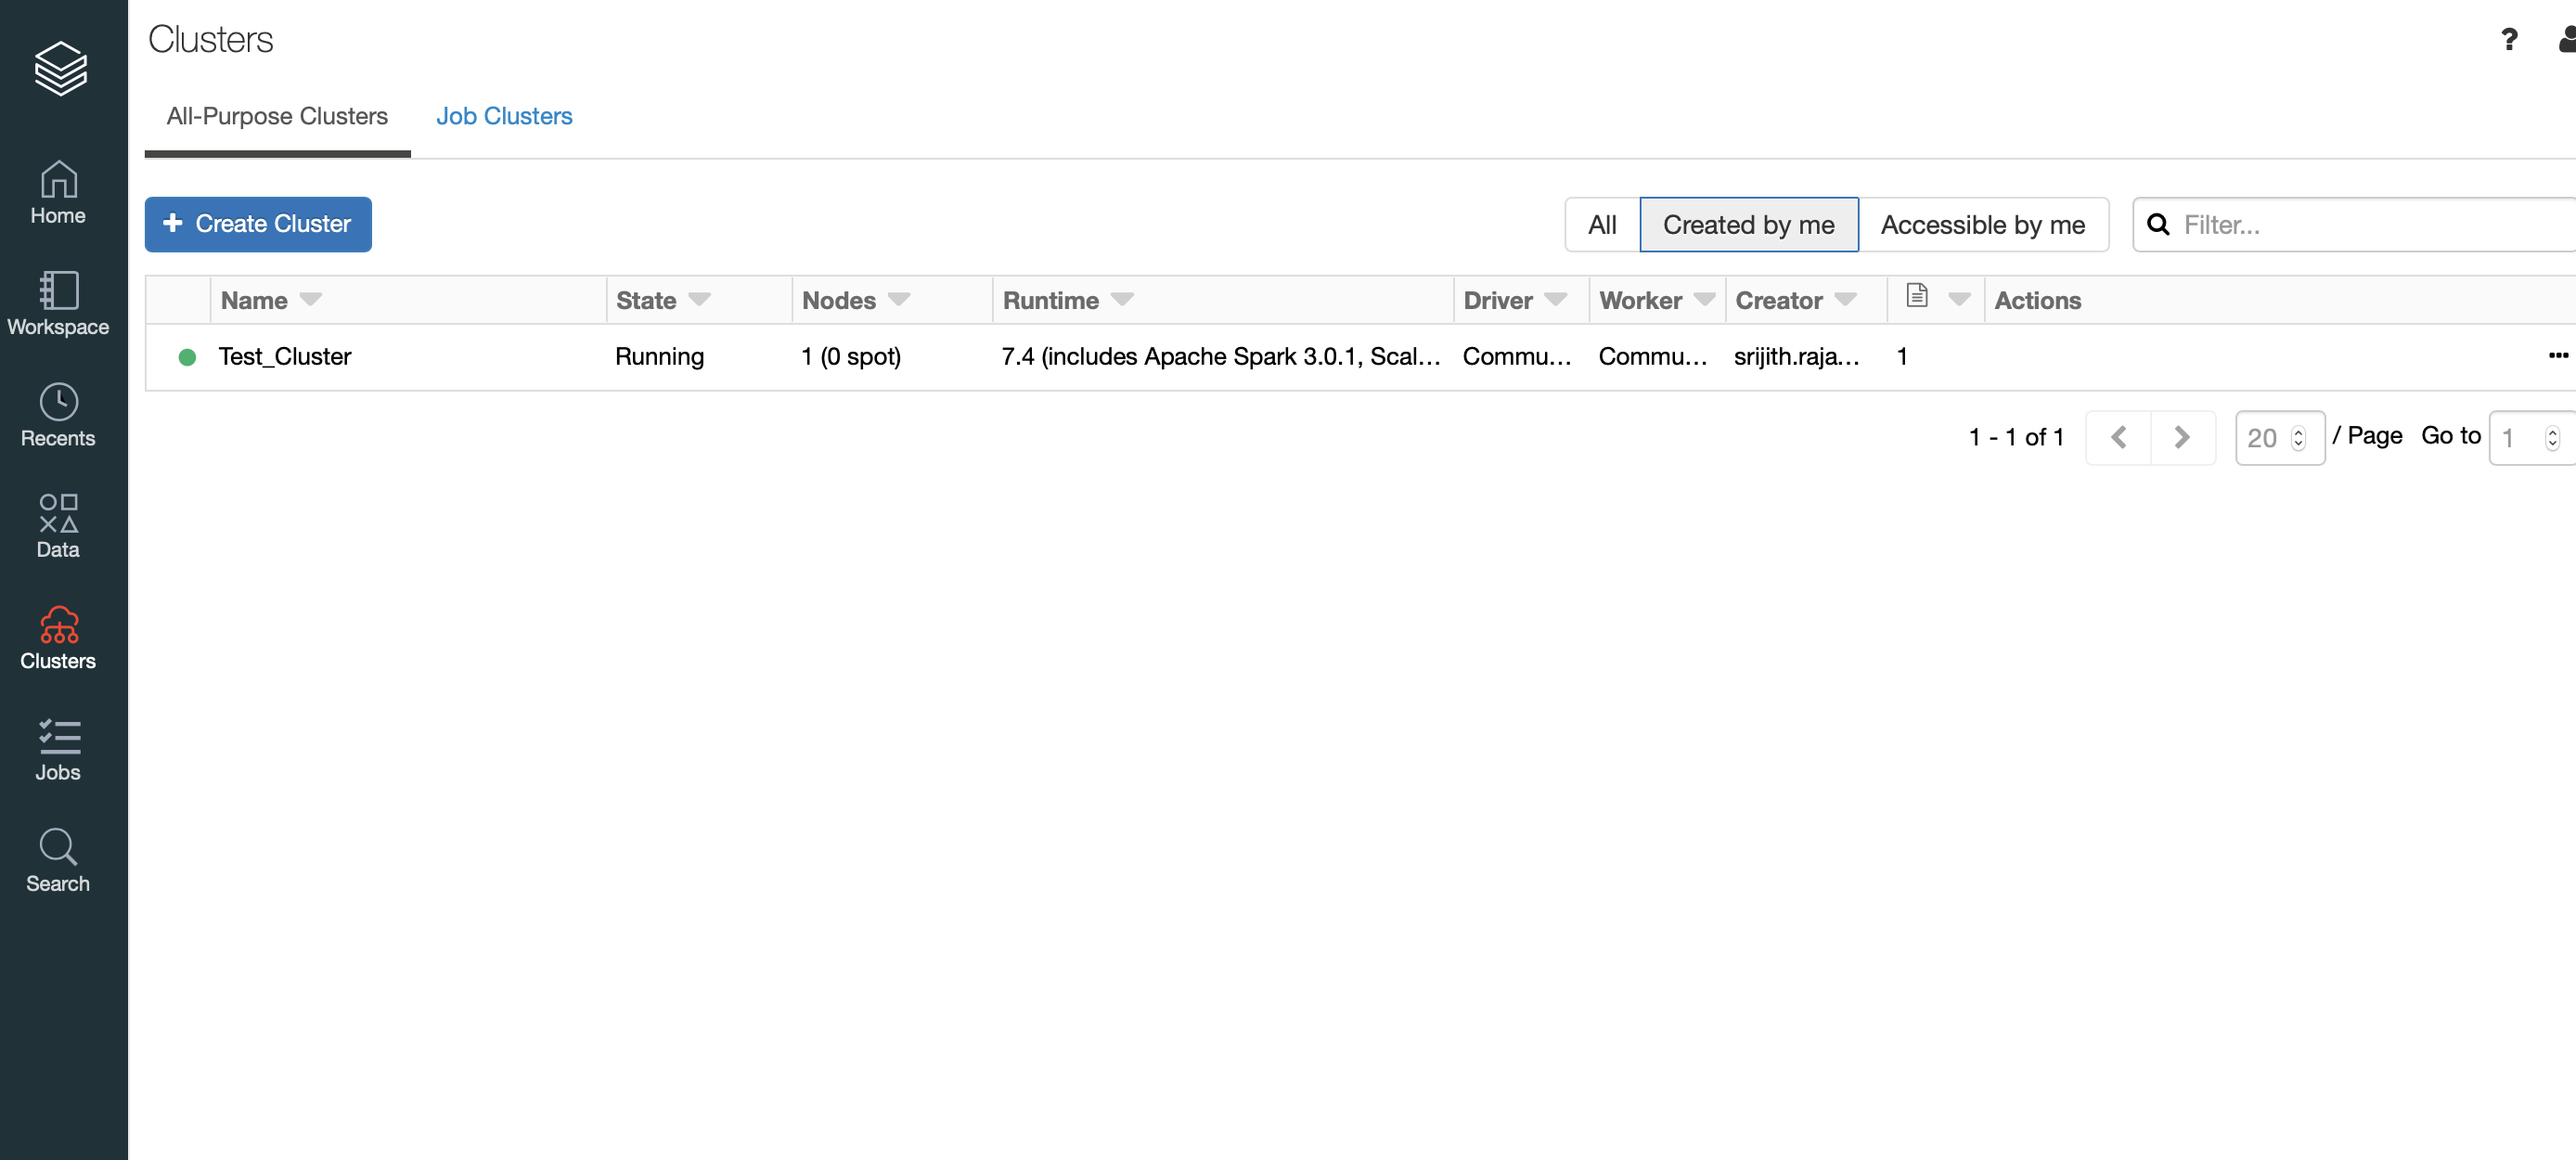 Clusters
?
All-Purpose Clusters Job Clusters
Home
+ Create Cluster
All Created by me Accessible by me Filter...
Name State Nodes Runtime Driver Worker Creator Actions
Workspace
Test_Cluster Running 1 (0 spot) 7.4 (includes Apache Spark 3.0.1, Scal... Commu... Commu... srijith.raja... 1 ...
Recents
1 - 1 of 1 20 / Page Go to 1
Data
Clusters
Jobs
Search